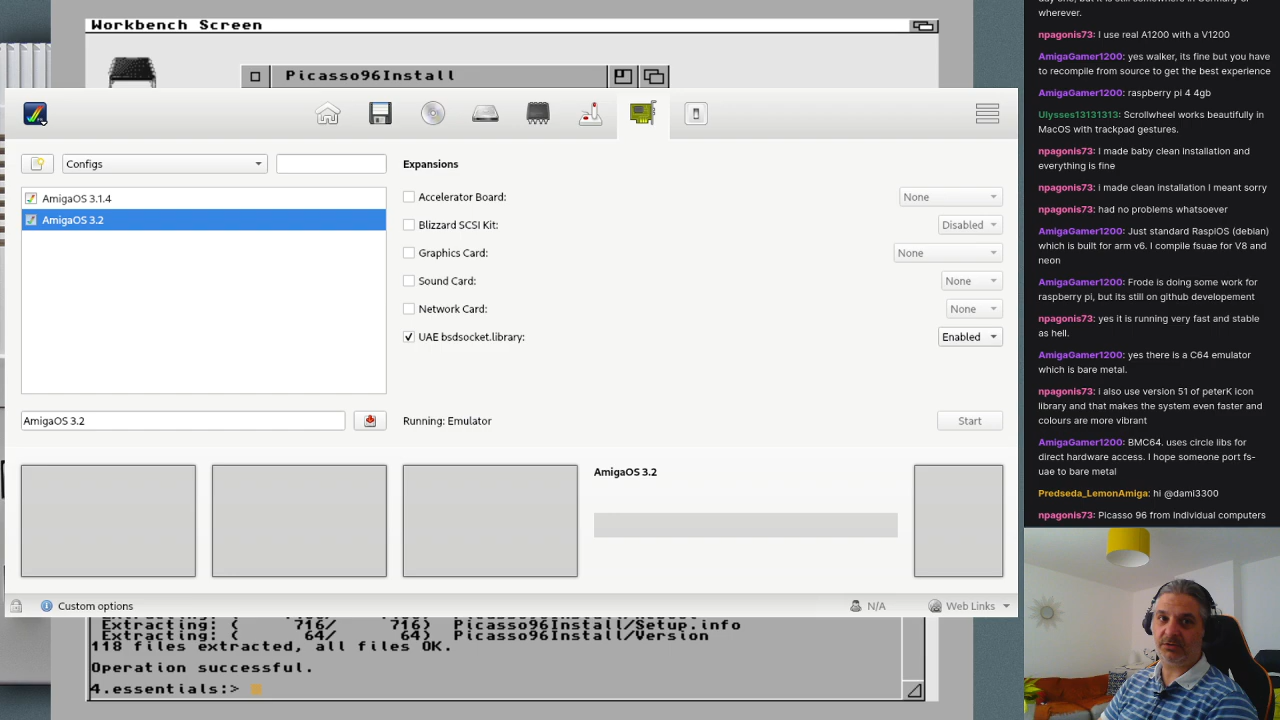 Workbench Screen
Picasso96Install
Configs
AmigaOS 3.1.4
AmigaOS 3.2
AmigaOS 3.2
Expansions
Accelerator Board:
None
Blizzard SCSI Kit:
Disabled
Graphics Card:
None
Sound Card:
None
Network Card:
None
UAE bsdsocket.library:
Enabled
Running: Emulator
Start
AmigaOS 3.2
Custom options
N/A
Web Links
Extracting: ( 716/ 716) Picasso96Install/Setup.info
Extracting: ( 64/ 64) Picasso96Install/Version
118 files extracted, all files OK.
Operation successful.
4.essentials:>
day one, but it is still somewhere in Germany or
wherever.
npagonis73: I use real A1200 with a V1200
AmigaGamer1200: yes walker, its fine but you have
to recompile from source to get the best experience
AmigaGamer1200: raspberry pi 4 4gb
Ulysses13131313: Scrollwheel works beautifully in
MacOS with trackpad gestures.
npagonis73: I made baby clean installation and
everything is fine
npagonis73: i made clean installation I meant sorry
npagonis73: had no problems whatsoever
AmigaGamer1200: Just standard RaspiOS (debian)
which is built for arm v6. I compile fsuae for V8 and
neon
AmigaGamer1200: Frode is doing some work for
raspberry pi, but its still on github developement
npagonis73: yes it is running very fast and stable
as hell.
AmigaGamer1200: yes there is a C64 emulator
which is bare metal.
npagonis73: i also use version 51 of peterK icon
library and that makes the system even faster and
colours are more vibrant
AmigaGamer1200: BMC64. uses circle libs for
direct hardware access. I hope someone port fs-
uae to bare metal
Predseda_LemonAmiga: hi @dami3300
npagonis73: Picasso 96 from individual computers